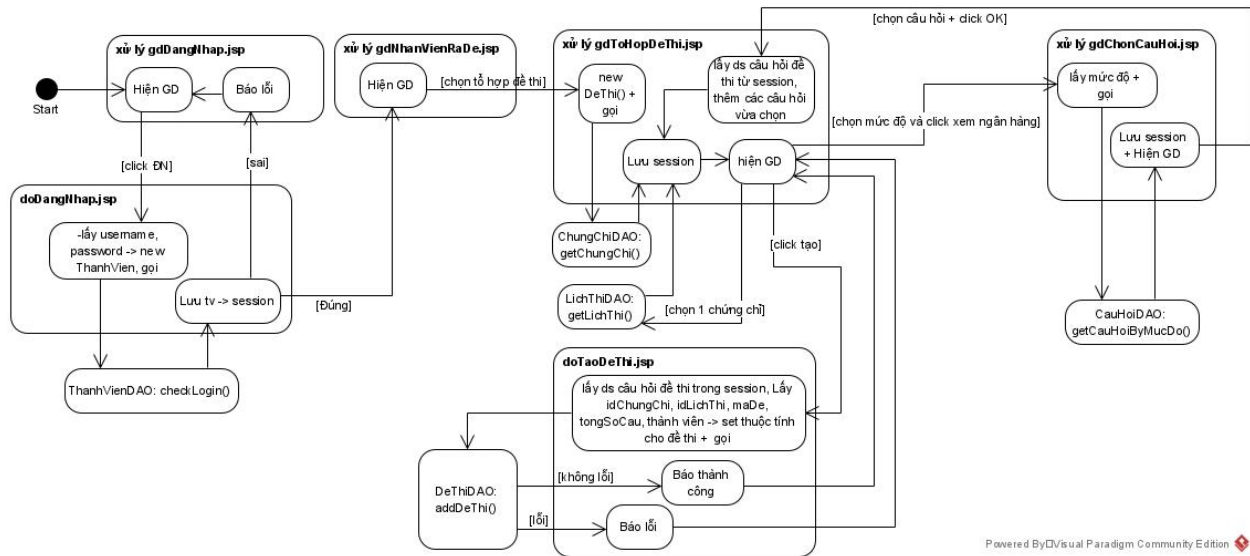 [chọn câu hỏi + click OK]
xử lý gdDangNhap.jsp
Hiện GD
Báo lỗi
Start
[click ĐN]
[sai]
xử lý gdNhanVienRaDe.jsp
Hiện GD
[chọn tổ hợp đề thi]
xử lý gdToHopDeThi.jsp
new
DeThi() +
gọi
lấy ds câu hỏi đề
thi từ session,
thêm các câu hỏi
vừa chọn
Lưu session
hiện GD
[chọn mức độ và click xem ngân hàng]
xử lý gdChonCauHoi.jsp
lấy mức độ +
gọi
Lưu session
+ Hiện GD
doDangNhap.jsp
-lấy username,
password -> new
ThanhVien, gọi
Lưu tv -> session
[Đúng]
ThanhVienDAO: checkLogin()
ChungChiDAO:
getChungChi()
[click tạo]
LichThiDAO:
getLichThi()
[chọn 1 chứng chỉ]
CauHoiDAO:
getCauHoiByMucDo()
doTaoDeThi.jsp
lấy ds câu hỏi đề thi trong session, Lấy
idChungChi, idLichThi, maDe,
tongSoCau, thành viên -> set thuộc tính
cho đề thi + gọi
DeThiDAO:
addDeThi()
[không lỗi]
Báo thành
công
[lỗi]
Báo lỗi
Powered By Visual Paradigm Community Edition